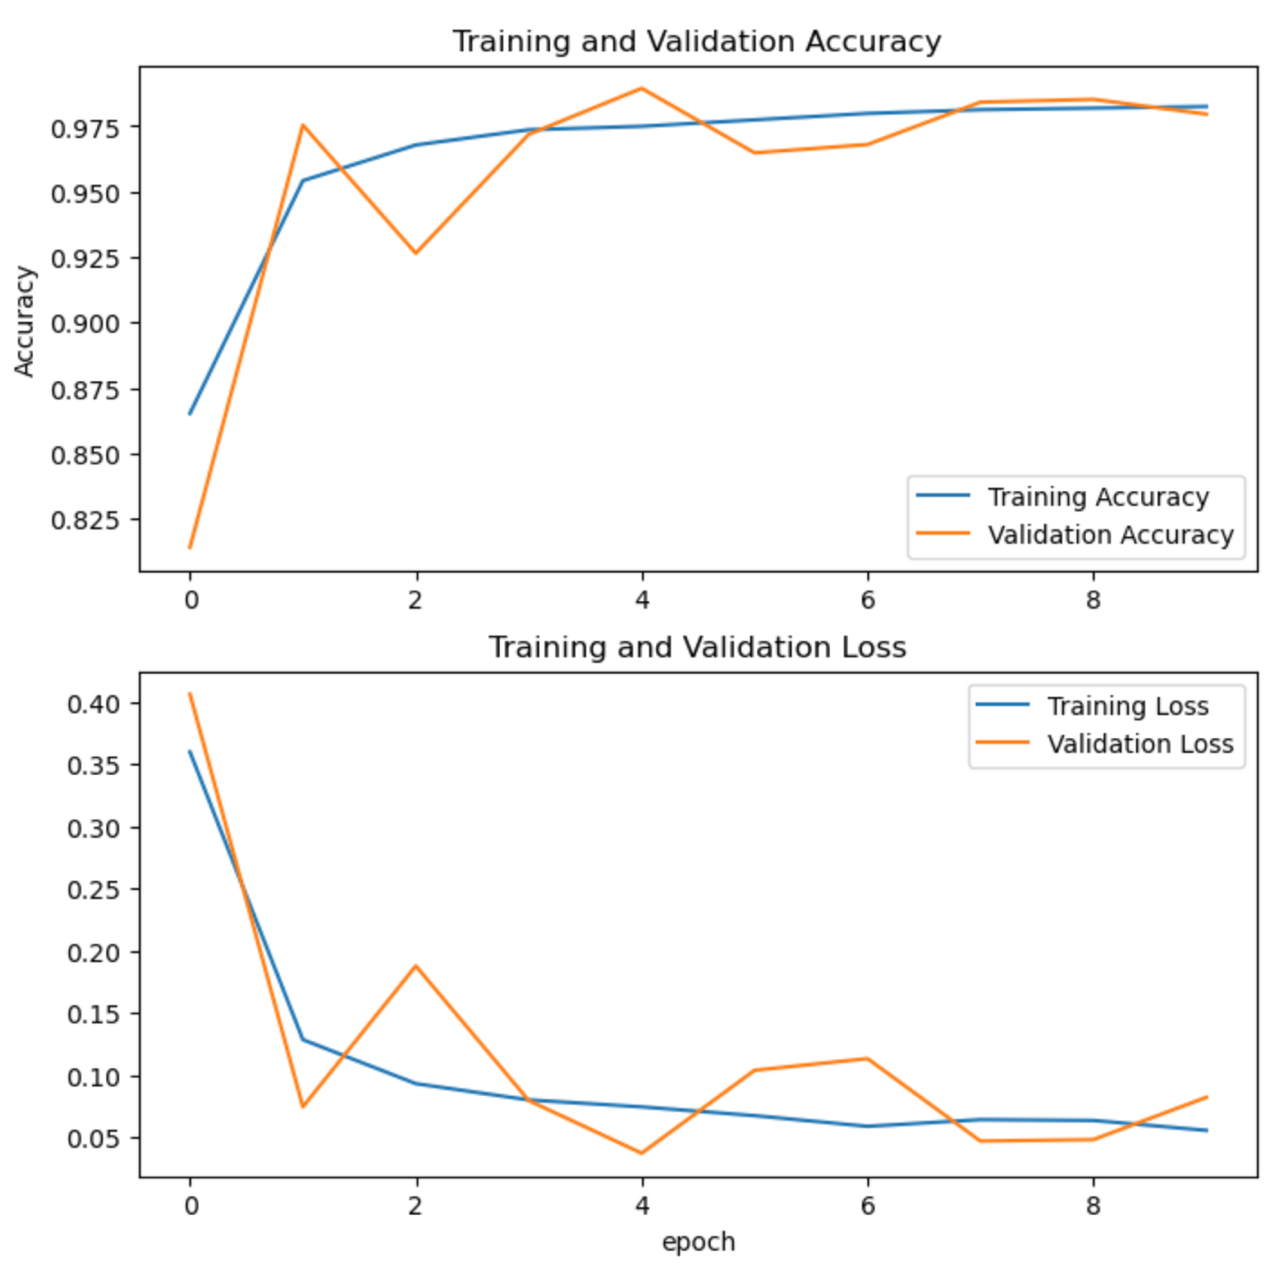 Training and Validation Accuracy
0.975
0.950
0.925
0.900
0.875
0.850
0.825
Accuracy
Training Accuracy
Validation Accuracy
0 2 4 6 8
Training and Validation Loss
0.40
0.35
0.30
0.25
0.20
0.15
0.10
0.05
Training Loss
Validation Loss
0 2 4 6 8
epoch